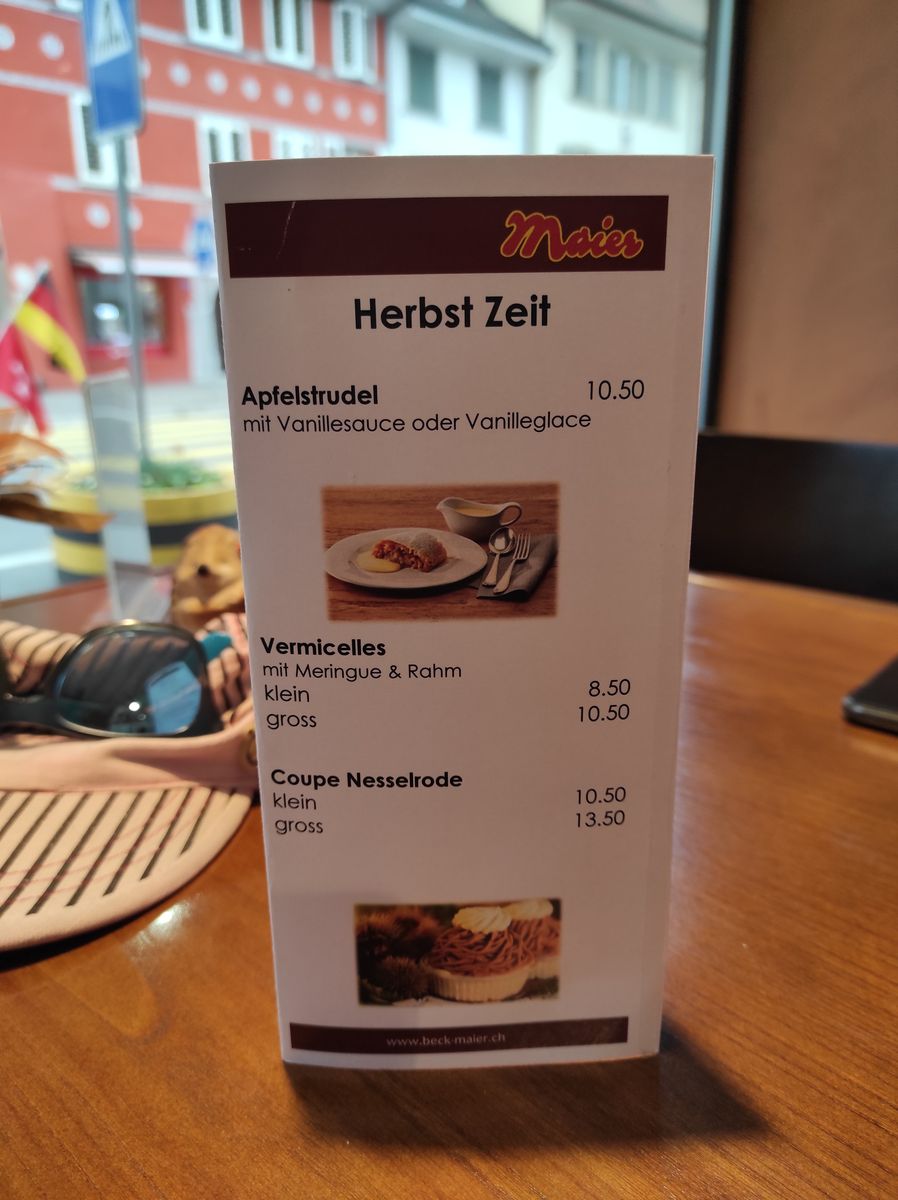 Maier
Herbst Zeit
Apfelstrudel 10.50
mit Vanillesauce oder Vanilleglace
Vermicelles
mit Meringue & Rahm
klein 8.50
gross 10.50
Coupe Nesselrode
klein 10.50
gross 13.50
www.beck-maier.ch